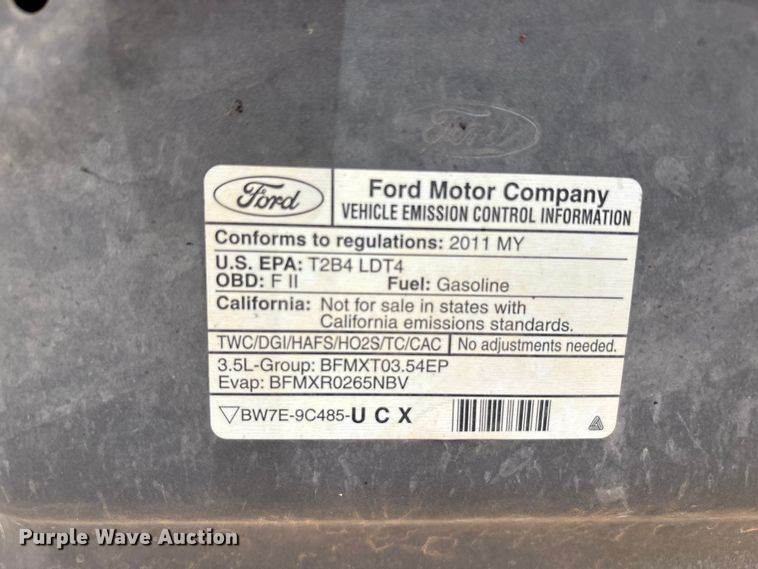 Ford
Ford Ford Motor Company
VEHICLE EMISSION CONTROL INFORMATION
Conforms to regulations: 2011 MY
U.S. EPA: T2B4 LDT4
OBD: F II Fuel: Gasoline
California: Not for sale in states with
California emissions standards.
TWC/DGI/HAFS/HO2S/TC/CAC No adjustments needed.
3.5L-Group: BFMXT03.54EP
Evap: BFMXR0265NBV
▽BW7E-9C485-U C X
Purple Wave Auction